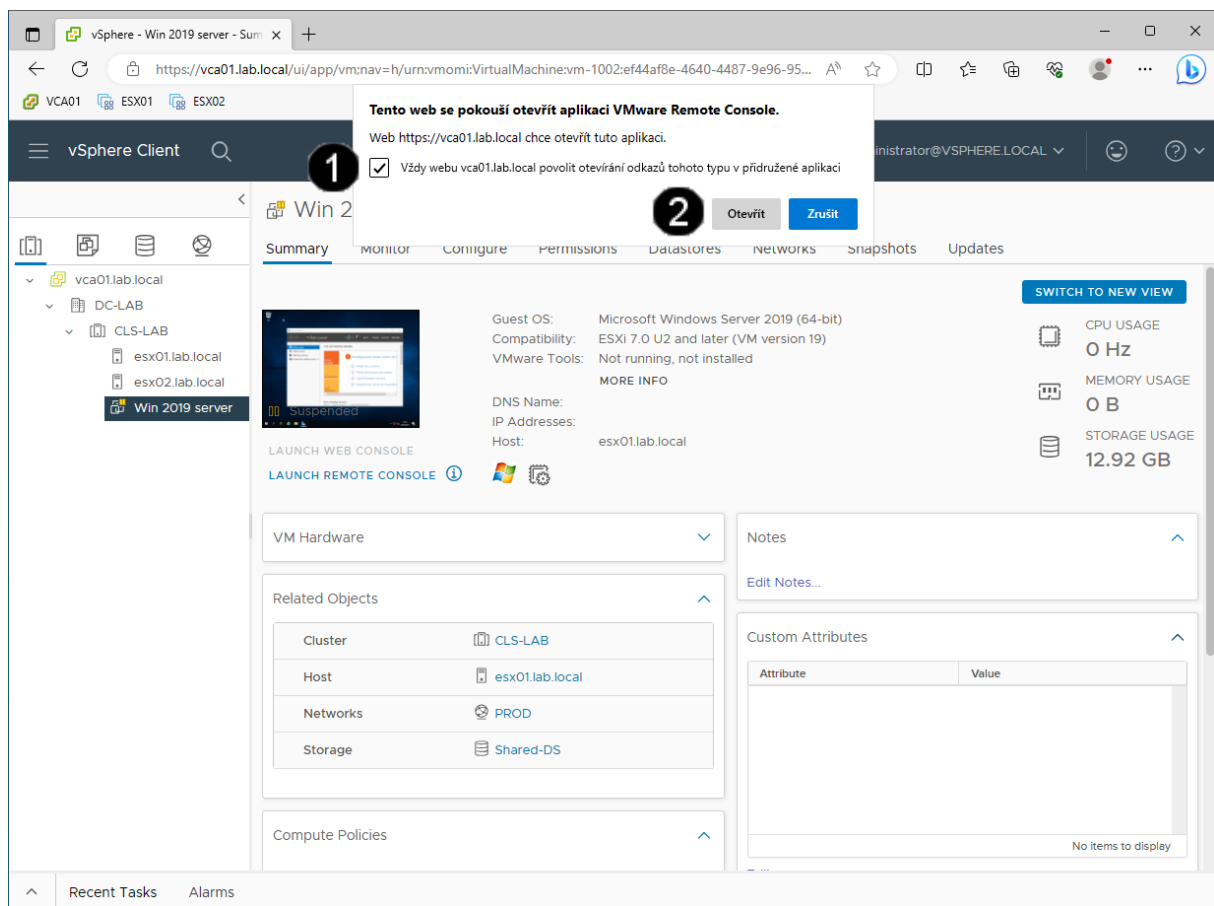 vSphere - Win 2019 server - Sum
https://vca01.lab.local/ui/app/vm;nav=h/urn:vmomi:VirtualMachine:vm-1002:ef44af8e-4640-4487-9e96-95...
VCA01 ESX01 ESX02
Tento web se pokouší otevřít aplikaci VMware Remote Console.
Web https://vca01.lab.local chce otevřít tuto aplikaci.
1
Vždy webu vca01.lab.local povolit otevírání odkazů tohoto typu v přidružené aplikaci
2
Otevřít Zrušit
vSphere Client
inistrator@VSPHERE.LOCAL
Win 2
Summary Monitor Configure Permissions Datastores Networks Snapshots Updates
vca01.lab.local
DC-LAB
CLS-LAB
esx01.lab.local
esx02.lab.local
Win 2019 server
SWITCH TO NEW VIEW
Suspended
LAUNCH WEB CONSOLE
LAUNCH REMOTE CONSOLE
Guest OS: Microsoft Windows Server 2019 (64-bit)
Compatibility: ESXi 7.0 U2 and later (VM version 19)
VMware Tools: Not running, not installed
MORE INFO
DNS Name:
IP Addresses:
Host: esx01.lab.local
CPU USAGE
0 Hz
MEMORY USAGE
0 B
STORAGE USAGE
12.92 GB
VM Hardware
Related Objects
Cluster CLS-LAB
Host esx01.lab.local
Networks PROD
Storage Shared-DS
Compute Policies
Notes
Edit Notes...
Custom Attributes
Attribute Value
No items to display
Recent Tasks Alarms